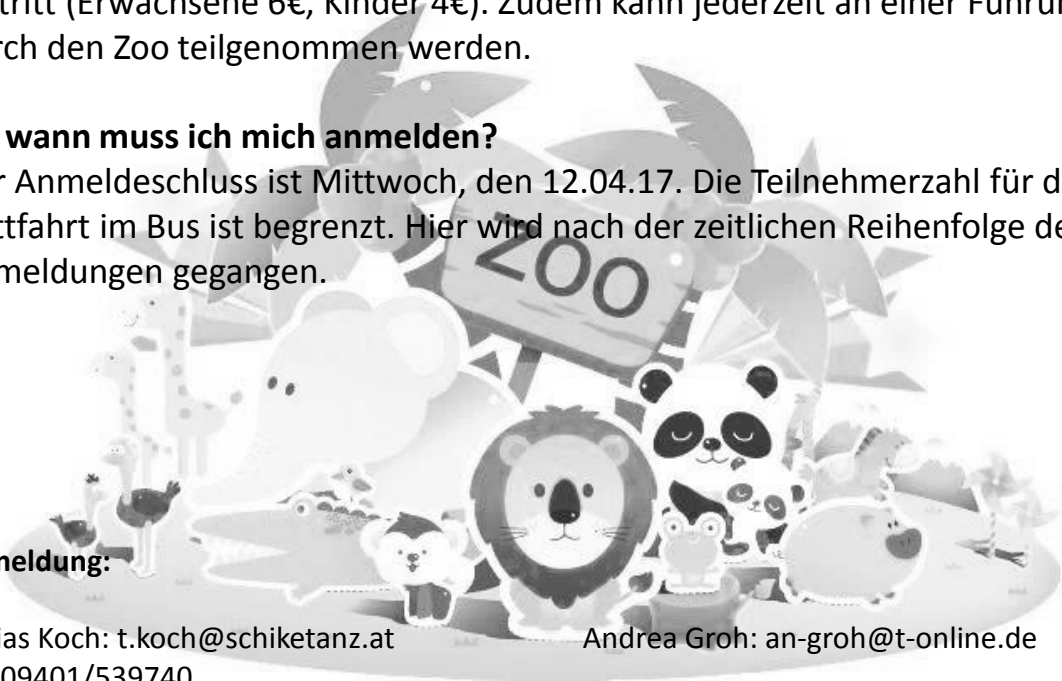 tritt (Erwachsene 6€, Kinder 4€). Zudem kann jederzeit an einer Führun
rch den Zoo teilgenommen werden.
wann muss ich mich anmelden?
r Anmeldeschluss ist Mittwoch, den 12.04.17. Die Teilnehmerzahl für d
tfahrt im Bus ist begrenzt. Hier wird nach der zeitlichen Reihenfolge de
meldungen gegangen.
ZOO
meldung:
ias Koch: t.koch@schiketanz.at Andrea Groh: an-groh@t-online.de
09401/539740